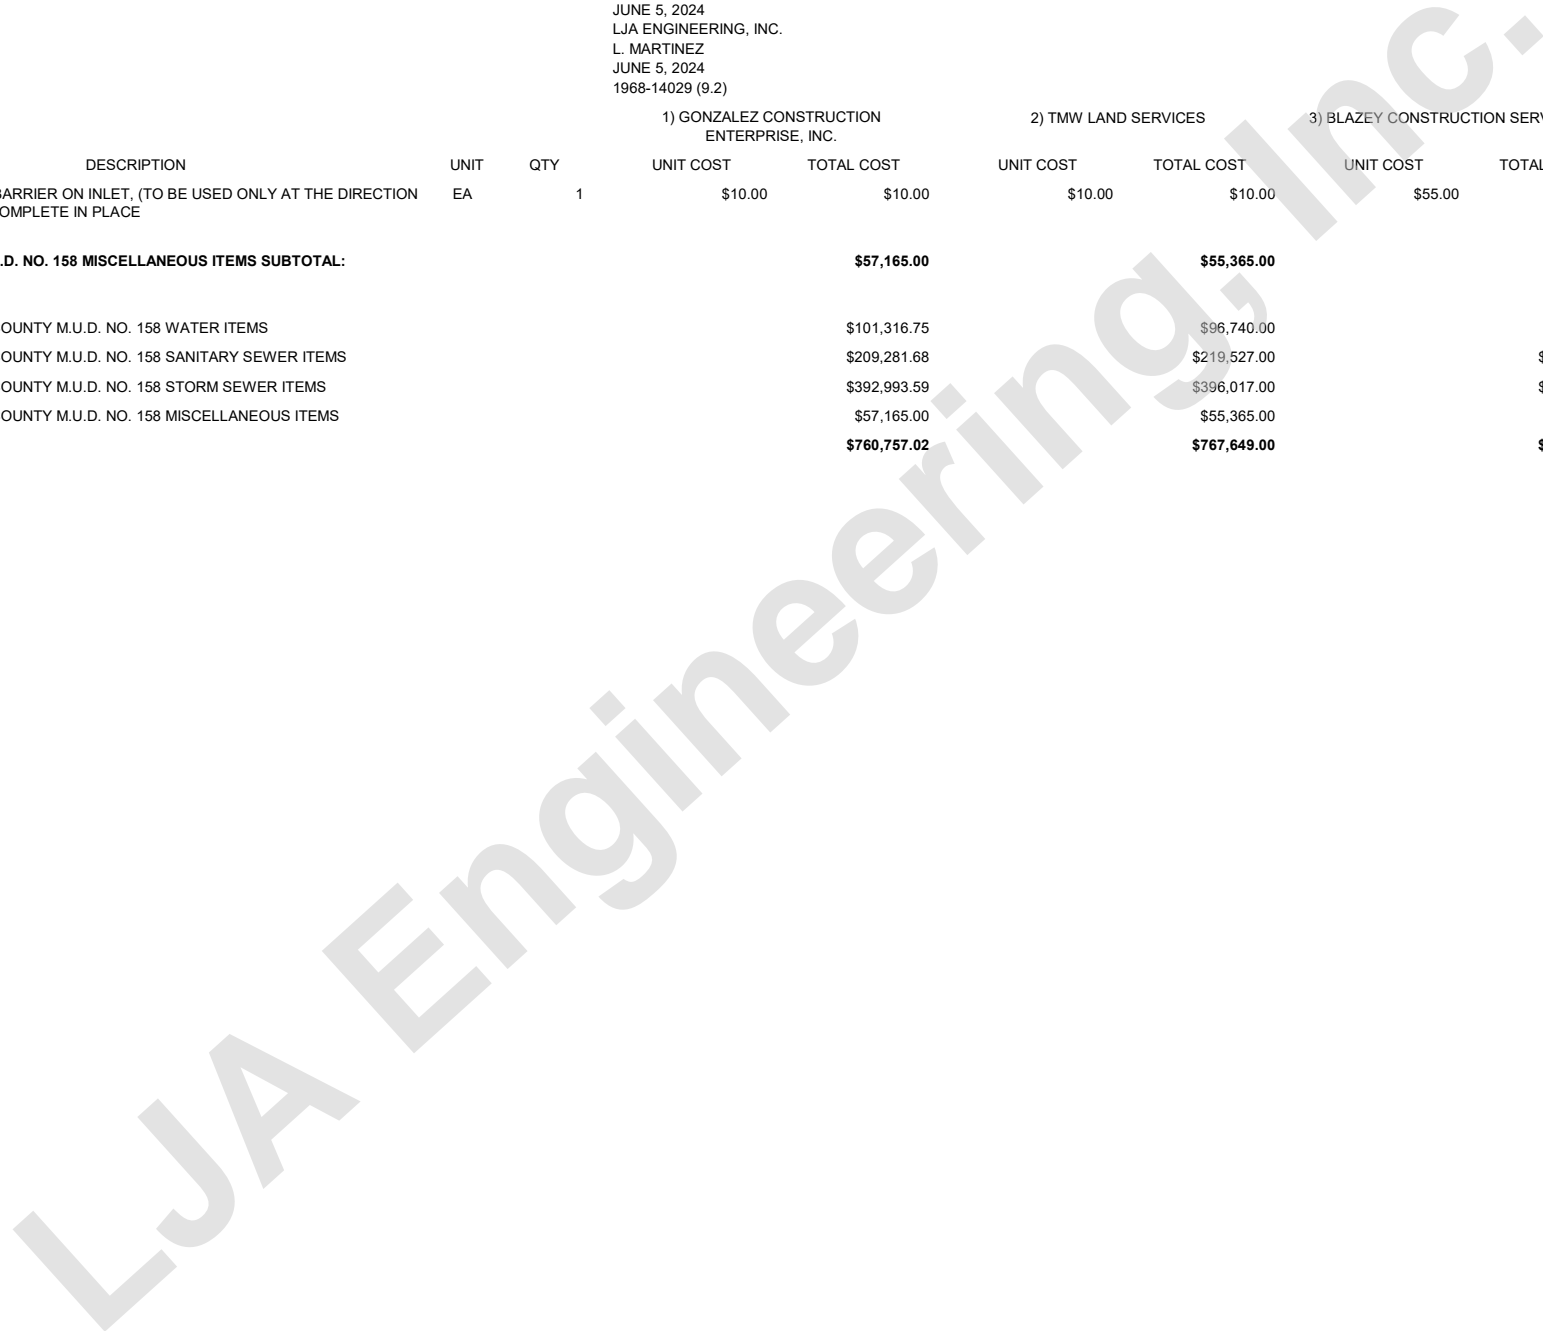 JUNE 5, 2024
LJA ENGINEERING, INC.
L. MARTINEZ
JUNE 5, 2024
1968-14029 (9.2)
1) GONZALEZ CONSTRUCTION 2) TMW LAND SERVICES 3) BLAZEY CONSTRUCTION SERV
ENTERPRISE, INC.
DESCRIPTION UNIT QTY UNIT COST TOTAL COST UNIT COST TOTAL COST UNIT COST TOTAL
BARRIER ON INLET, (TO BE USED ONLY AT THE DIRECTION EA 1 $10.00 $10.00 $10.00 $10.00 $55.00
OMPLETE IN PLACE
.D. NO. 158 MISCELLANEOUS ITEMS SUBTOTAL: $57,165.00 $55,365.00
OUNTY M.U.D. NO. 158 WATER ITEMS $101,316.75 $96,740.00
OUNTY M.U.D. NO. 158 SANITARY SEWER ITEMS $209,281.68 $219,527.00 $
OUNTY M.U.D. NO. 158 STORM SEWER ITEMS $392,993.59 $396,017.00 $
OUNTY M.U.D. NO. 158 MISCELLANEOUS ITEMS $57,165.00 $55,365.00
$760,757.02 $767,649.00 $
LJA Engineering, Inc.